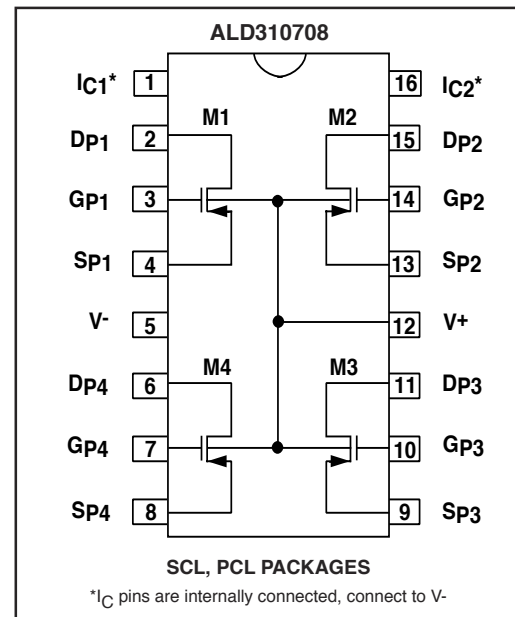 ALD310708
IC1* 1 16 IC2*
M1 M2
DP1 2 15 DP2
GP1 3 14 GP2
SP1 4 13 SP2
V- 5 12 V+
M4 M3
DP4 6 11 DP3
GP4 7 10 GP3
SP4 8 9 SP3
SCL, PCL PACKAGES
*IC pins are internally connected, connect to V-